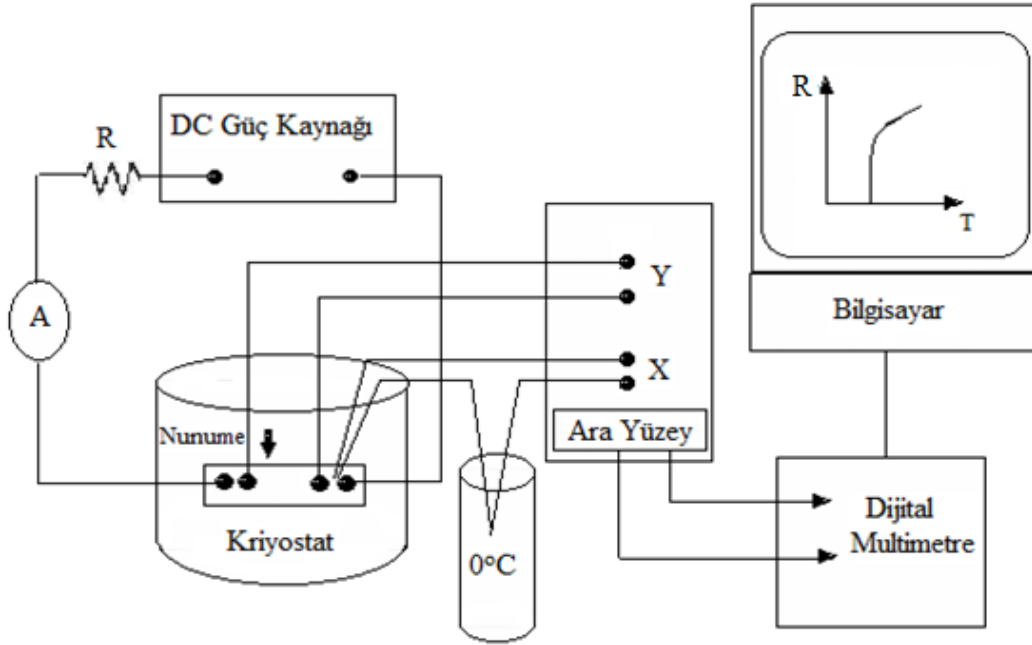 DC Güç Kaynağı
R
A
Nunume
Kriyostat
0°C
Y
X
Ara Yüzey
R
T
Bilgisayar
Dijital
Multimetre